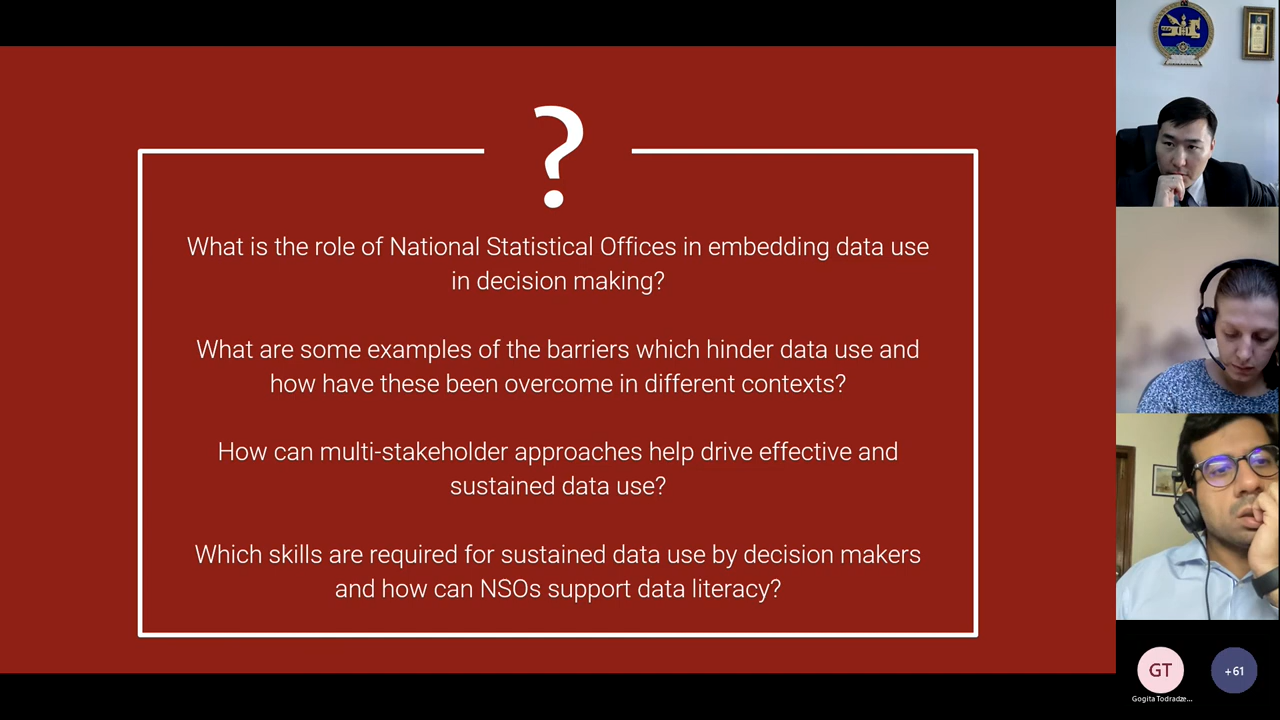 ?
What is the role of National Statistical Offices in embedding data use
in decision making?
What are some examples of the barriers which hinder data use and
how have these been overcome in different contexts?
How can multi-stakeholder approaches help drive effective and
sustained data use?
Which skills are required for sustained data use by decision makers
and how can NSOs support data literacy?
GT
+61
Gogita Todradze...